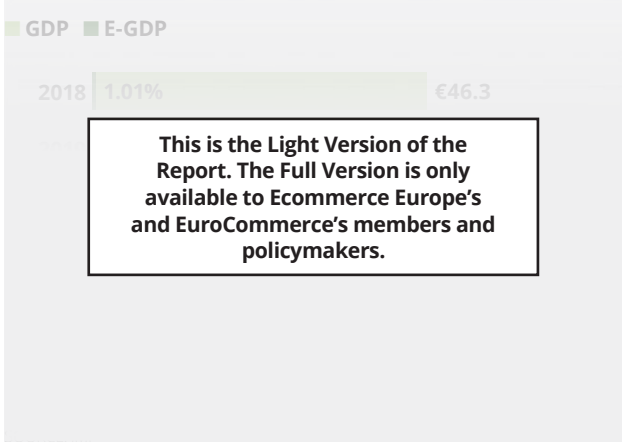 GDP E-GDP
2018 1.01% €46.3
This is the Light Version of the
Report. The Full Version is only
available to Ecommerce Europe’s
and EuroCommerce’s members and
policymakers.